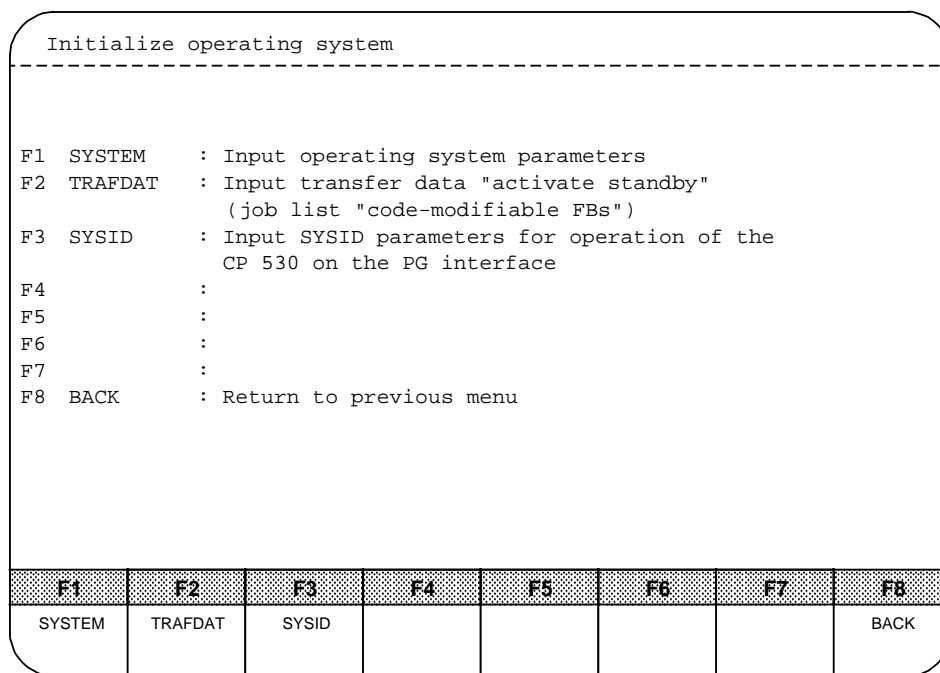 Initialize operating system
F1 SYSTEM : Input operating system parameters
F2 TRAFDAT : Input transfer data "activate standby"
(job list "code-modifiable FBs")
F3 SYSID : Input SYSID parameters for operation of the
CP 530 on the PG interface
F4 :
F5 :
F6 :
F7 :
F8 BACK : Return to previous menu
F1 F2 F3 F4 F5 F6 F7 F8
SYSTEM TRAFDAT SYSID BACK